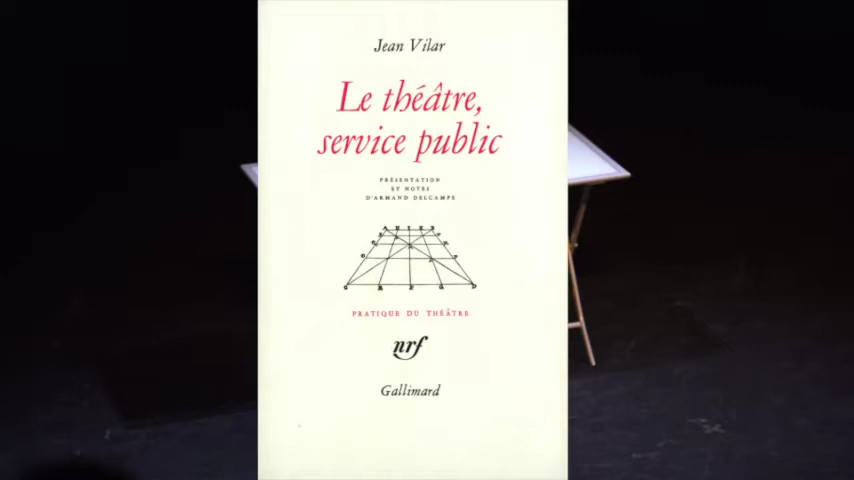 Jean Vilar
Le théâtre,
service public
PRÉSENTATION
ET NOTES
D'ARMAND DELCAMPS
PRATIQUE DU THÉÂTRE
nrf
Gallimard